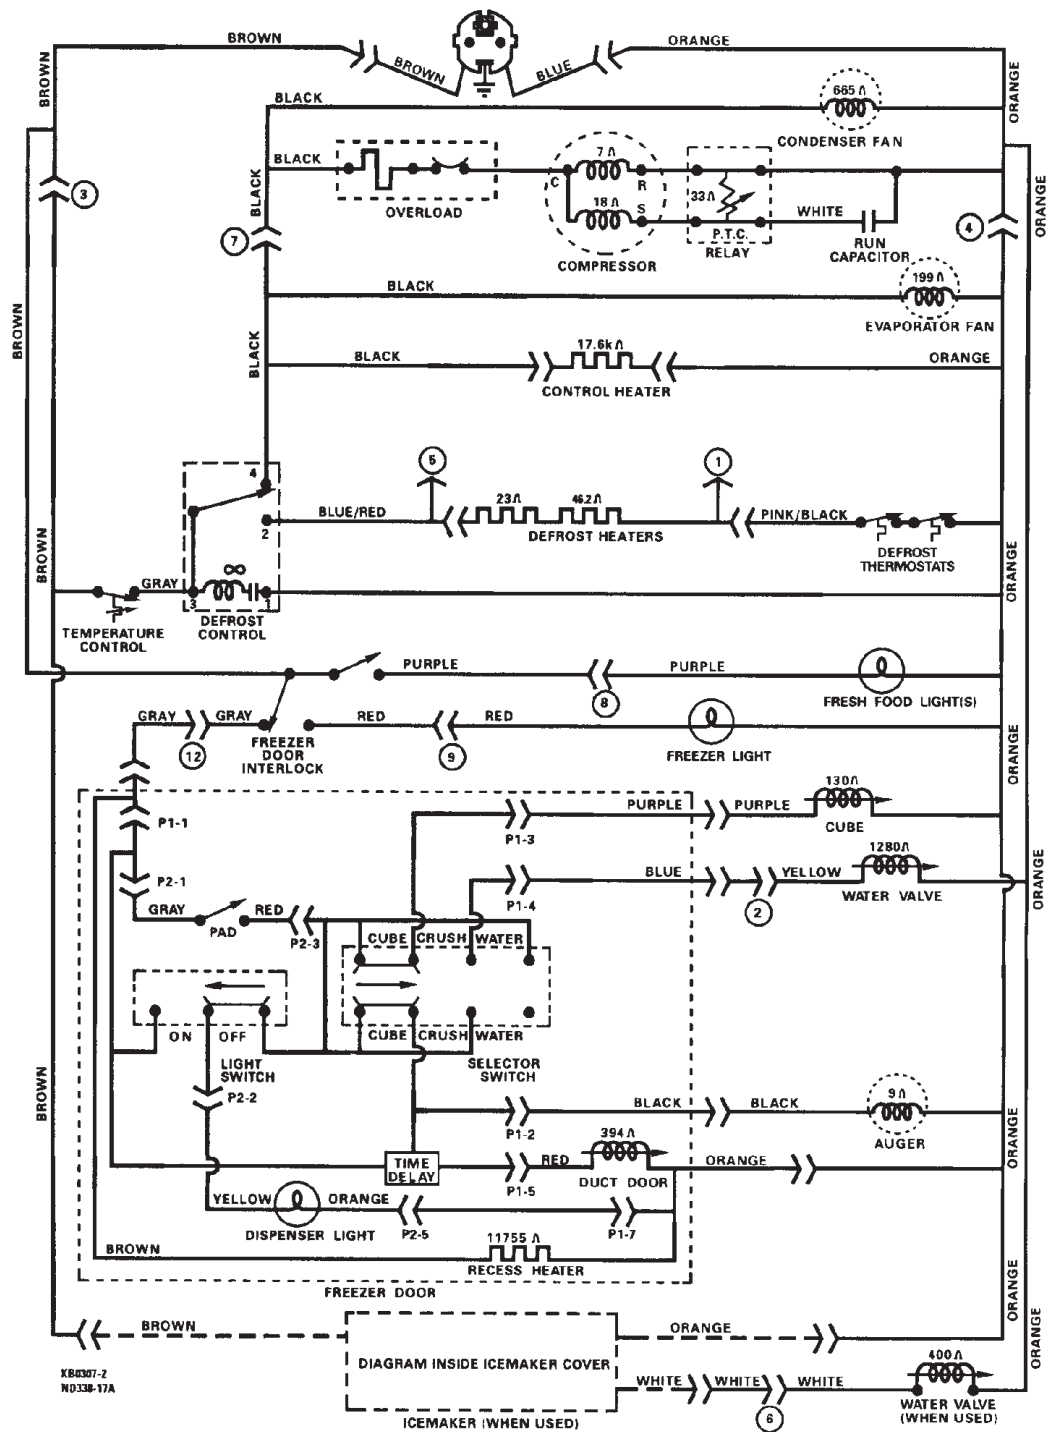 BROWN
ORANGE
BROWN
BROWN
BLUE
ORANGE
BLACK
665 Ω
CONDENSER FAN
BLACK
7 Ω
C
R
18 Ω
S
33 Ω
P.T.C.
RELAY
WHITE
RUN
CAPACITOR
OVERLOAD
COMPRESSOR
3
BLACK
7
4
ORANGE
BLACK
199 Ω
EVAPORATOR FAN
BROWN
BLACK
BLACK
17.6k Ω
ORANGE
CONTROL HEATER
5
1
4
BLUE/RED
23 Ω
46.2 Ω
PINK/BLACK
2
DEFROST HEATERS
DEFROST
THERMOSTATS
BROWN
GRAY
∞
3
1
ORANGE
TEMPERATURE
CONTROL
DEFROST
CONTROL
PURPLE
PURPLE
8
FRESH FOOD LIGHT(S)
GRAY
GRAY
RED
RED
12
FREEZER
DOOR
INTERLOCK
9
FREEZER LIGHT
ORANGE
130 Ω
P1-1
PURPLE
PURPLE
P1-3
CUBE
1280 Ω
P2-1
BLUE
YELLOW
P1-4
2
WATER VALVE
ORANGE
GRAY
RED
PAD
P2-3
CUBE CRUSH WATER
ON OFF
CUBE CRUSH WATER
LIGHT
SWITCH
SELECTOR
SWITCH
BROWN
P2-2
BLACK
BLACK
9 Ω
P1-2
AUGER
ORANGE
394 Ω
TIME
DELAY
RED
ORANGE
P1-5
DUCT DOOR
YELLOW
ORANGE
DISPENSER LIGHT
P2-5
P1-7
BROWN
11755 Ω
RECESS HEATER
FREEZER DOOR
ORANGE
ORANGE
BROWN
ORANGE
DIAGRAM INSIDE ICEMAKER COVER
400 Ω
WHITE
WHITE
WHITE
6
WATER VALVE
(WHEN USED)
ICEMAKER (WHEN USED)
KB0307-2
ND338-17A